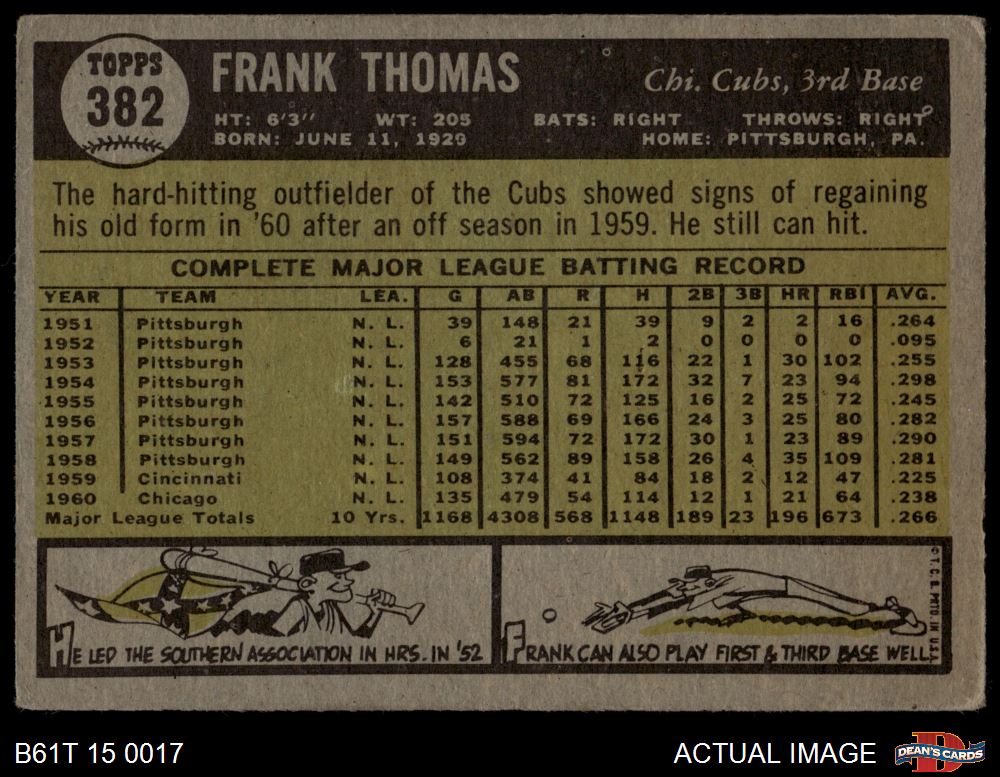 TOPPS
382
FRANK THOMAS
Chi. Cubs, 3rd Base
HT: 6'3" WT: 205 BATS: RIGHT THROWS: RIGHT
BORN: JUNE 11, 1929 HOME: PITTSBURGH, PA.
The hard-hitting outfielder of the Cubs showed signs of regaining
his old form in '60 after an off season in 1959. He still can hit.
COMPLETE MAJOR LEAGUE BATTING RECORD
YEAR TEAM LEA. G AB R H 2B 3B HR RBI AVG.
1951 Pittsburgh N. L. 39 148 21 39 9 2 2 16 .264
1952 Pittsburgh N. L. 6 21 1 2 0 0 0 0 .095
1953 Pittsburgh N. L. 128 455 68 116 22 1 30 102 .255
1954 Pittsburgh N. L. 153 577 81 172 32 7 23 94 .298
1955 Pittsburgh N. L. 142 510 72 125 16 2 25 72 .245
1956 Pittsburgh N. L. 157 588 69 166 24 3 25 80 .282
1957 Pittsburgh N. L. 151 594 72 172 30 1 23 89 .290
1958 Pittsburgh N. L. 149 562 89 158 26 4 35 109 .281
1959 Cincinnati N. L. 108 374 41 84 18 2 12 47 .225
1960 Chicago N. L. 135 479 54 114 12 1 21 64 .238
Major League Totals 10 Yrs. 1168 4308 568 1148 189 23 196 673 .266
HE LED THE SOUTHERN ASSOCIATION IN HRS. IN '52
FRANK CAN ALSO PLAY FIRST & THIRD BASE WELL!
© T. C. G. PRTD. IN U.S.A.
B61T 15 0017
ACTUAL IMAGE
D
DEAN'S CARDS